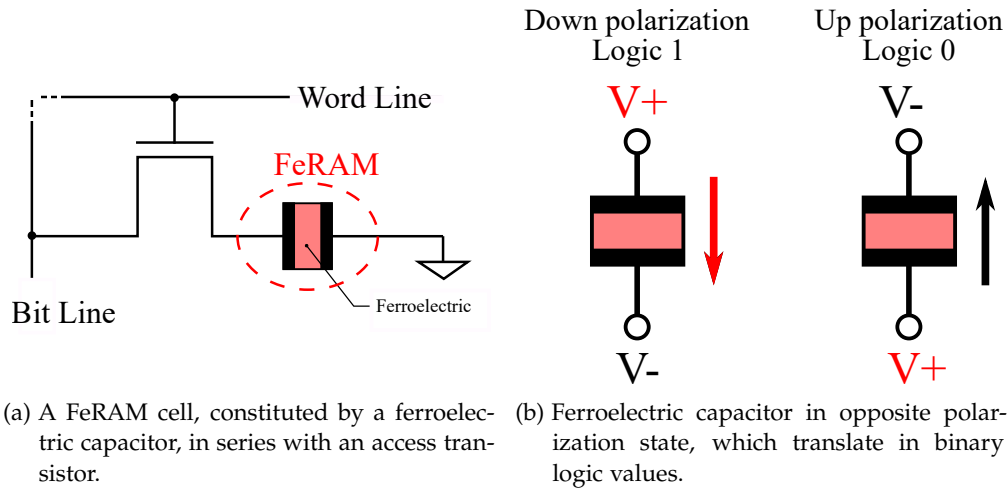 Word Line
FeRAM
Ferroelectric
Bit Line
(a) A FeRAM cell, constituted by a ferroelec-
tric capacitor, in series with an access tran-
sistor.
Down polarization
Logic 1
V+
V-
Up polarization
Logic 0
V-
V+
(b) Ferroelectric capacitor in opposite polar-
ization state, which translate in binary
logic values.